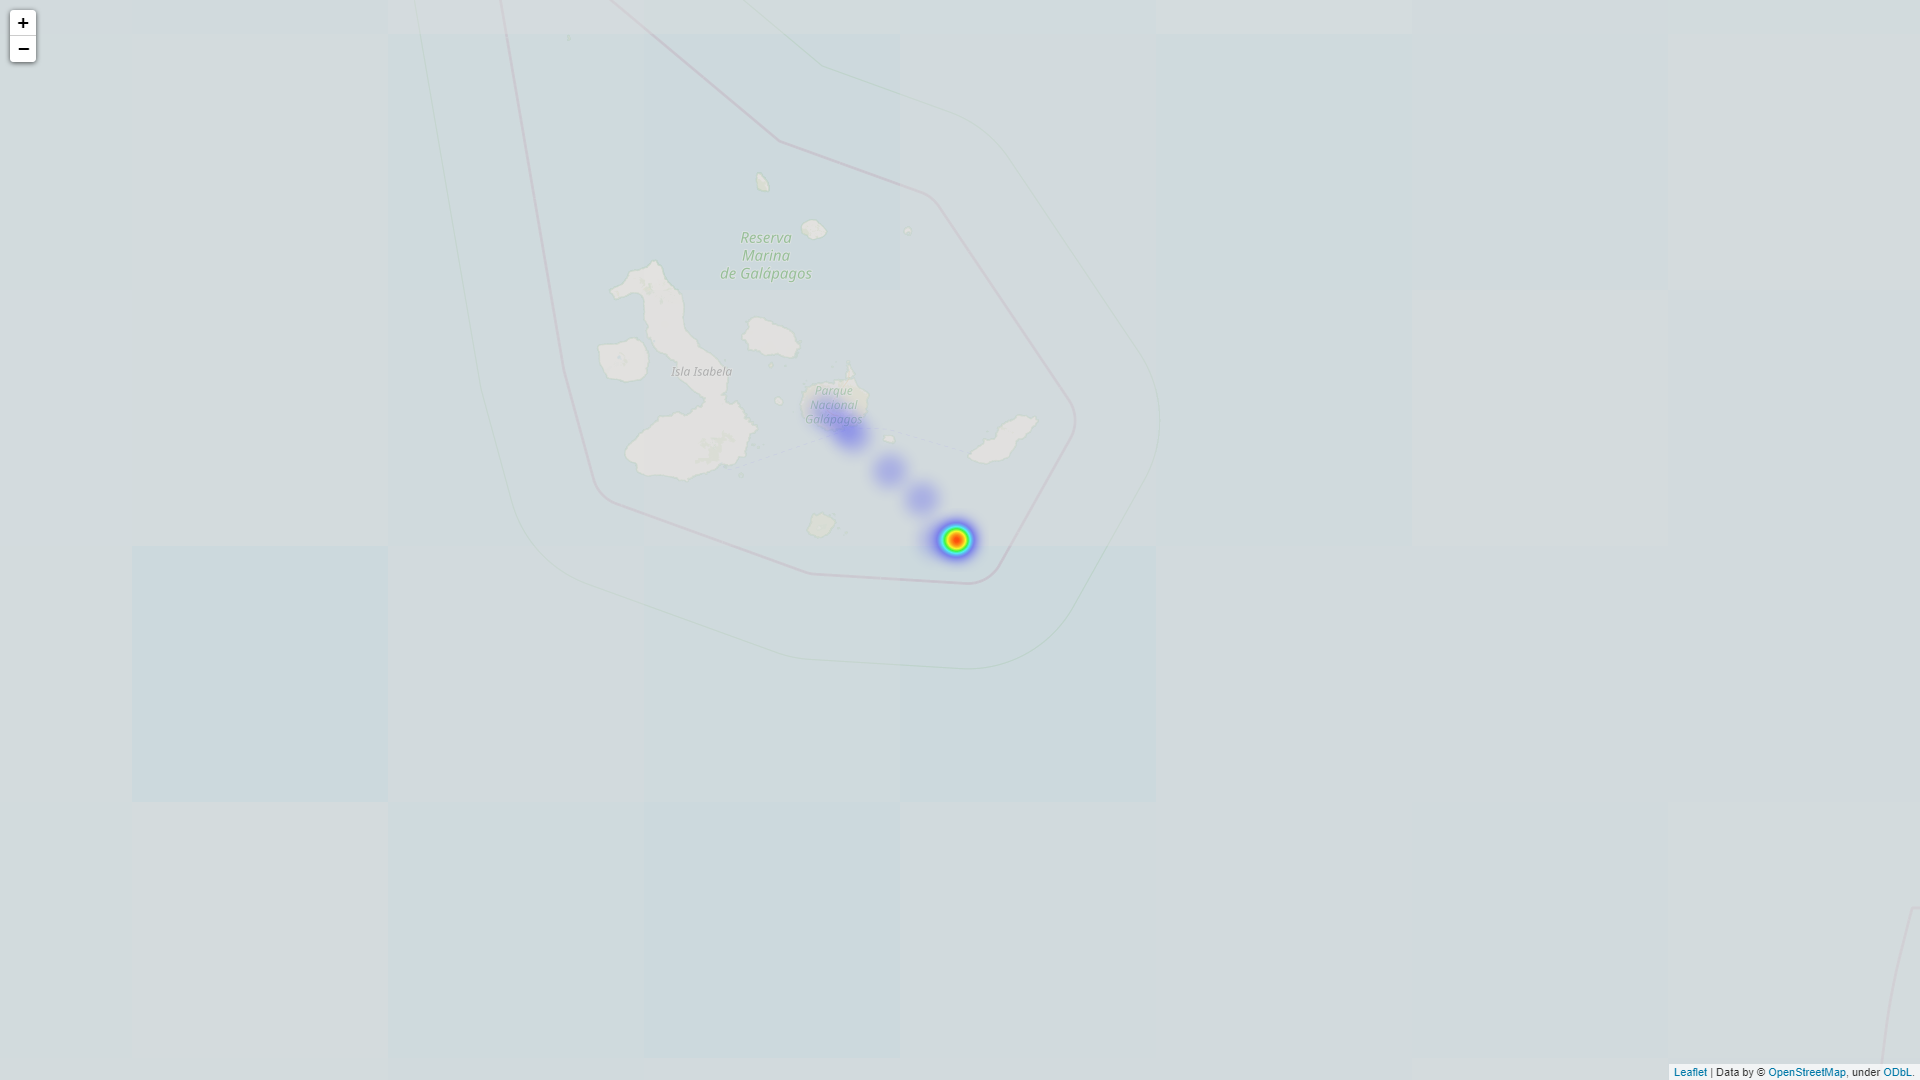 +
−
Reserva
Marina
de Galápagos
Isla Isabela
Parque
Nacional
Galápagos
Leaflet | Data by © OpenStreetMap, under ODbL.